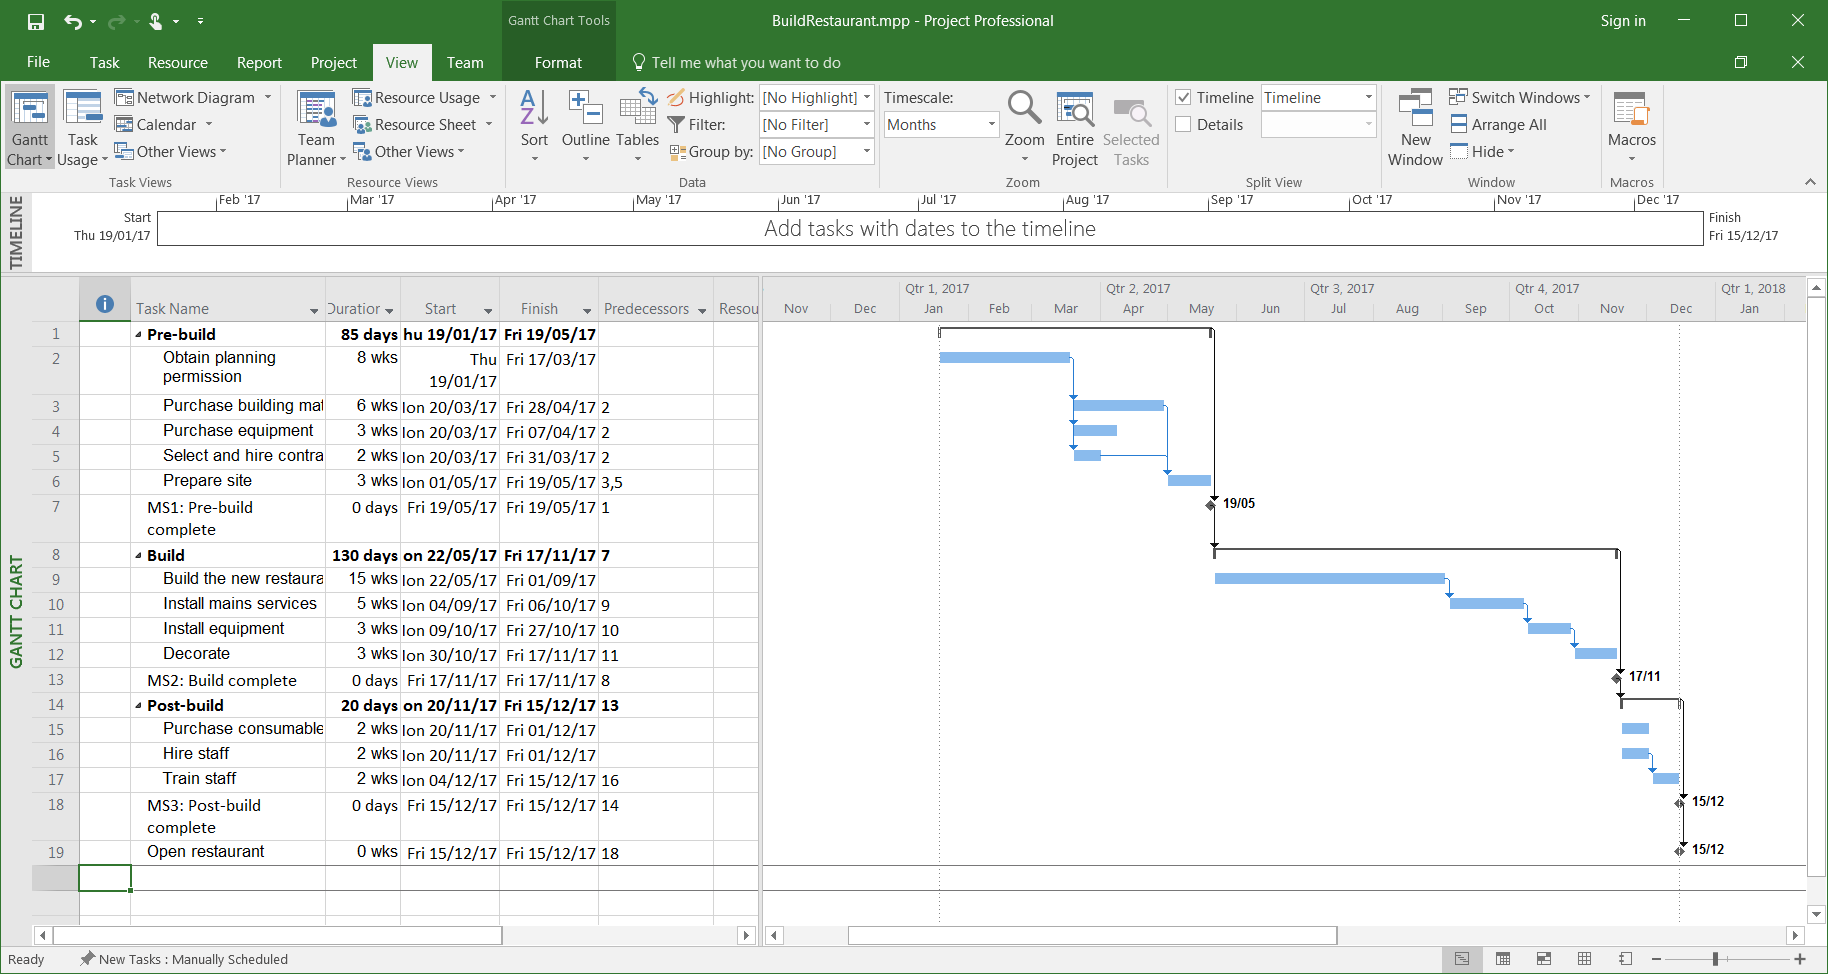 Gantt Chart Tools
BuildRestaurant.mpp - Project Professional
Sign in
File Task Resource Report Project View Team Format Tell me what you want to do
Gantt Chart
Task Usage
Network Diagram
Calendar
Other Views
Task Views
Team Planner
Resource Usage
Resource Sheet
Other Views
Resource Views
Sort
Outline
Tables
Highlight: [No Highlight]
Filter: [No Filter]
Group by: [No Group]
Data
Timescale:
Months
Zoom
Entire Project
Selected Tasks
Zoom
Timeline Timeline
Details
Split View
New Window
Switch Windows
Arrange All
Hide
Window
Macros
Macros
TIMELINE
Feb '17 Mar '17 Apr '17 May '17 Jun '17 Jul '17 Aug '17 Sep '17 Oct '17 Nov '17 Dec '17
Start
Thu 19/01/17
Add tasks with dates to the timeline
Finish
Fri 15/12/17
GANTT CHART
Task Name Duration Start Finish Predecessors Resou
Qtr 1, 2017 Qtr 2, 2017 Qtr 3, 2017 Qtr 4, 2017 Qtr 1, 2018
Nov Dec Jan Feb Mar Apr May Jun Jul Aug Sep Oct Nov Dec Jan
1 Pre-build 85 days hu 19/01/17 Fri 19/05/17
2 Obtain planning permission 8 wks Thu 19/01/17 Fri 17/03/17
3 Purchase building mat 6 wks Ion 20/03/17 Fri 28/04/17 2
4 Purchase equipment 3 wks Ion 20/03/17 Fri 07/04/17 2
5 Select and hire contra 2 wks Ion 20/03/17 Fri 31/03/17 2
6 Prepare site 3 wks Ion 01/05/17 Fri 19/05/17 3,5
7 MS1: Pre-build complete 0 days Fri 19/05/17 Fri 19/05/17 1
19/05
8 Build 130 days on 22/05/17 Fri 17/11/17 7
9 Build the new restaura 15 wks Ion 22/05/17 Fri 01/09/17
10 Install mains services 5 wks Ion 04/09/17 Fri 06/10/17 9
11 Install equipment 3 wks Ion 09/10/17 Fri 27/10/17 10
12 Decorate 3 wks Ion 30/10/17 Fri 17/11/17 11
13 MS2: Build complete 0 days Fri 17/11/17 Fri 17/11/17 8
17/11
14 Post-build 20 days on 20/11/17 Fri 15/12/17 13
15 Purchase consumable 2 wks Ion 20/11/17 Fri 01/12/17
16 Hire staff 2 wks Ion 20/11/17 Fri 01/12/17
17 Train staff 2 wks Ion 04/12/17 Fri 15/12/17 16
18 MS3: Post-build complete 0 days Fri 15/12/17 Fri 15/12/17 14
15/12
19 Open restaurant 0 wks Fri 15/12/17 Fri 15/12/17 18
15/12
Ready New Tasks : Manually Scheduled